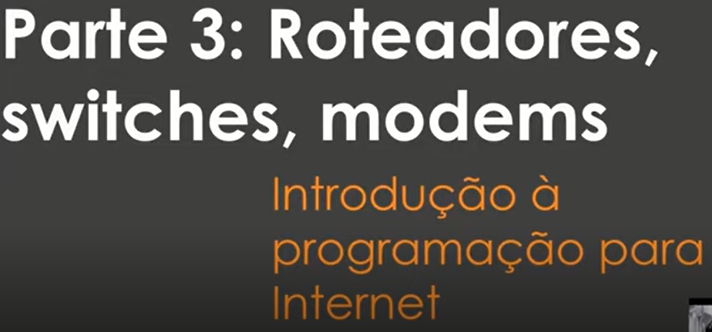 Parte 3: Roteadores,
switches, modems
Introdução à
programação para
Internet